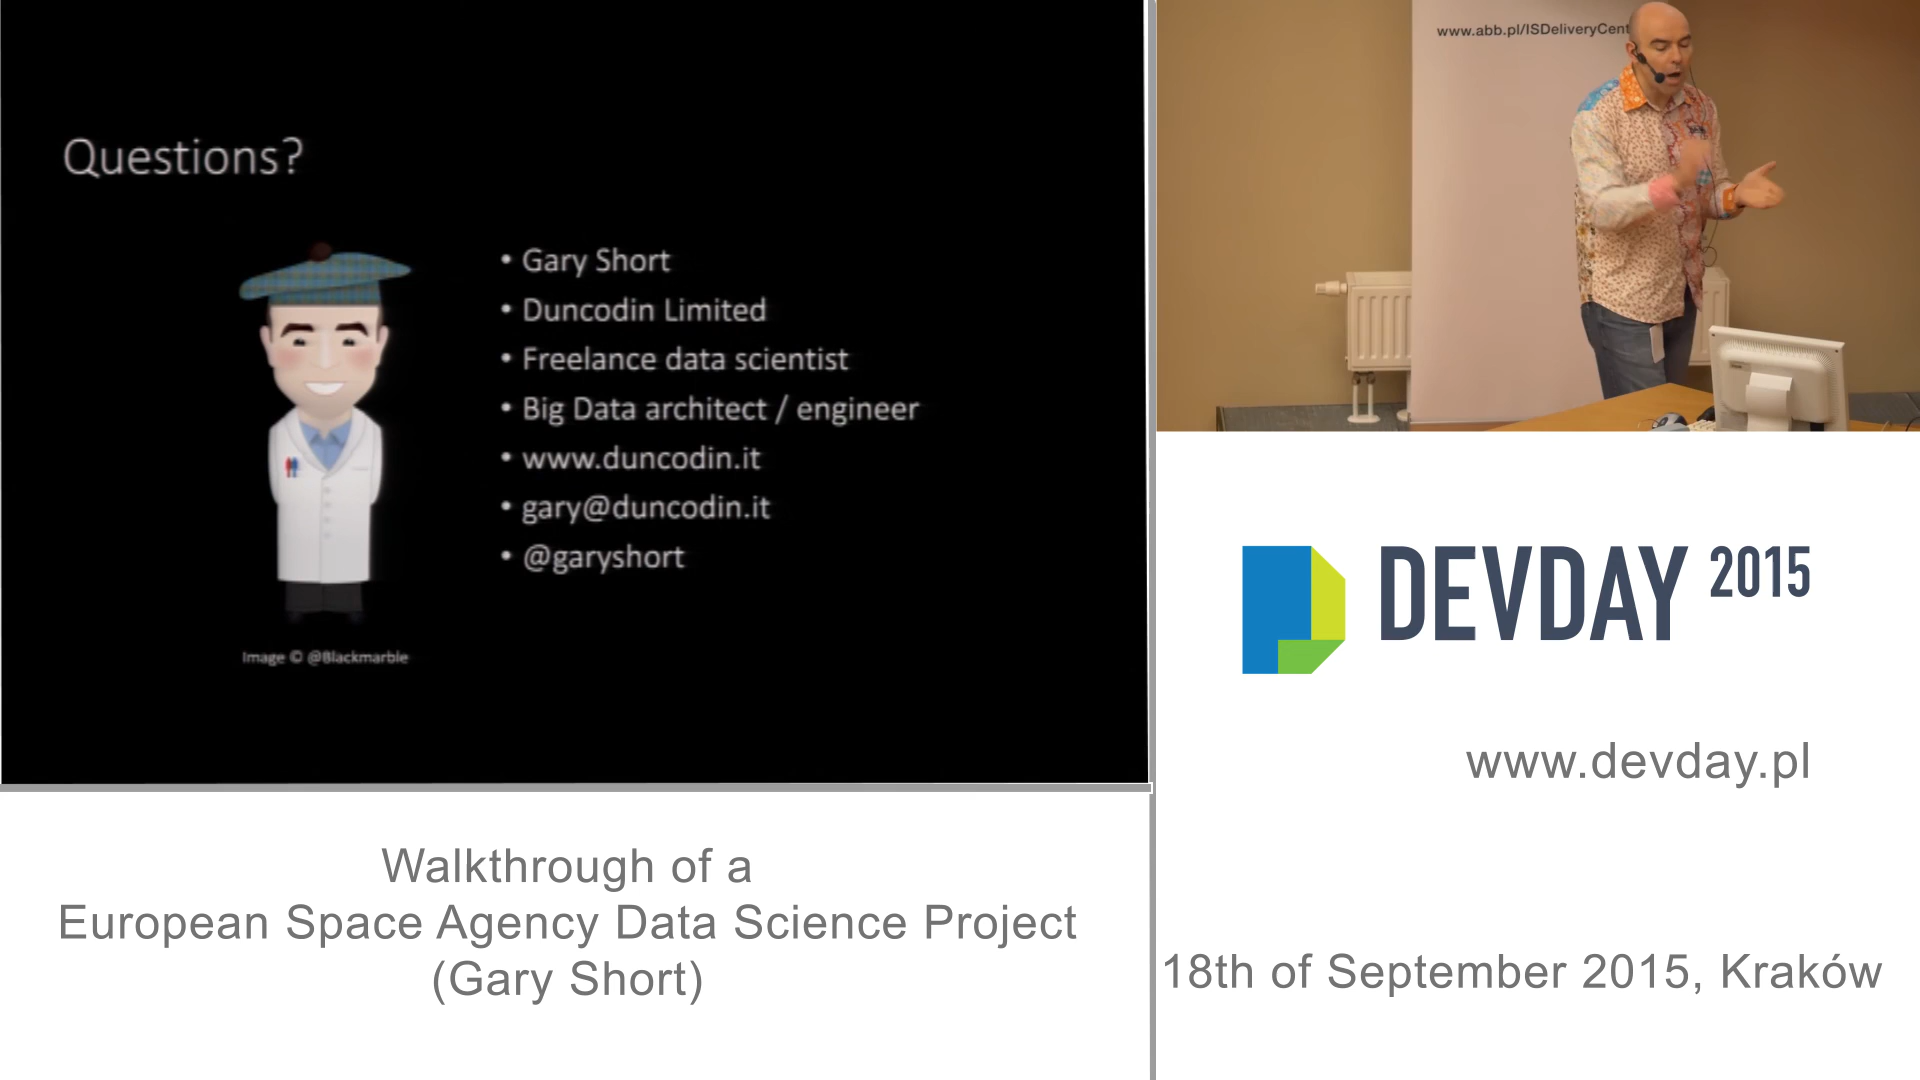 Questions?
• Gary Short
• Duncodin Limited
• Freelance data scientist
• Big Data architect / engineer
• www.duncodin.it
• gary@duncodin.it
• @garyshort
Image © @Blackmarble
www.abb.pl/ISDeliveryCent
DEVDAY 2015
www.devday.pl
Walkthrough of a
European Space Agency Data Science Project
(Gary Short)
18th of September 2015, Kraków